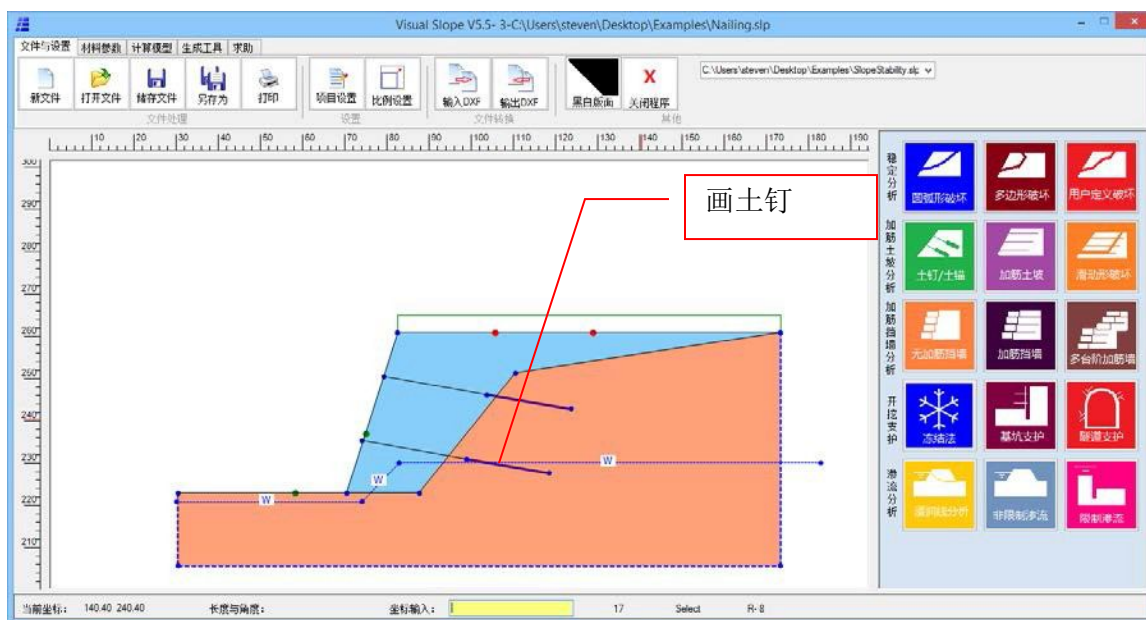 Visual Slope V5.5- 3-C:\Users\steven\Desktop\Examples\Nailing.slp
文件与设置 材料参数 计算模型 生成工具 求助
新文件 打开文件 储存文件 另存为 打印 项目设置 比例设置 输入DXF 输出DXF 黑白版面 关闭程序
C:\Users\steven\Desktop\Examples\SlopeStability.slp
文件处理 设置 文件转换 其他
110 120 130 140 150 160 170 180 190 100 110 120 130 140 150 160 170 180 190
300
290
280
270
260
250
240
230
220
210
画土钉
W
W
W
稳定分析
圆弧形破坏 多边形破坏 用户定义破坏
加筋土坡分析
土钉/土锚 加筋土坡 滑动形破坏
加筋挡墙分析
无加筋挡墙 加筋挡墙 多台阶加筋墙
开挖支护
冻结法 基坑支护 隧道支护
渗流分析
非限制渗流 限制渗流
当前坐标: 140.40 240.40 长度与角度: 坐标输入: 17 Select R- 8